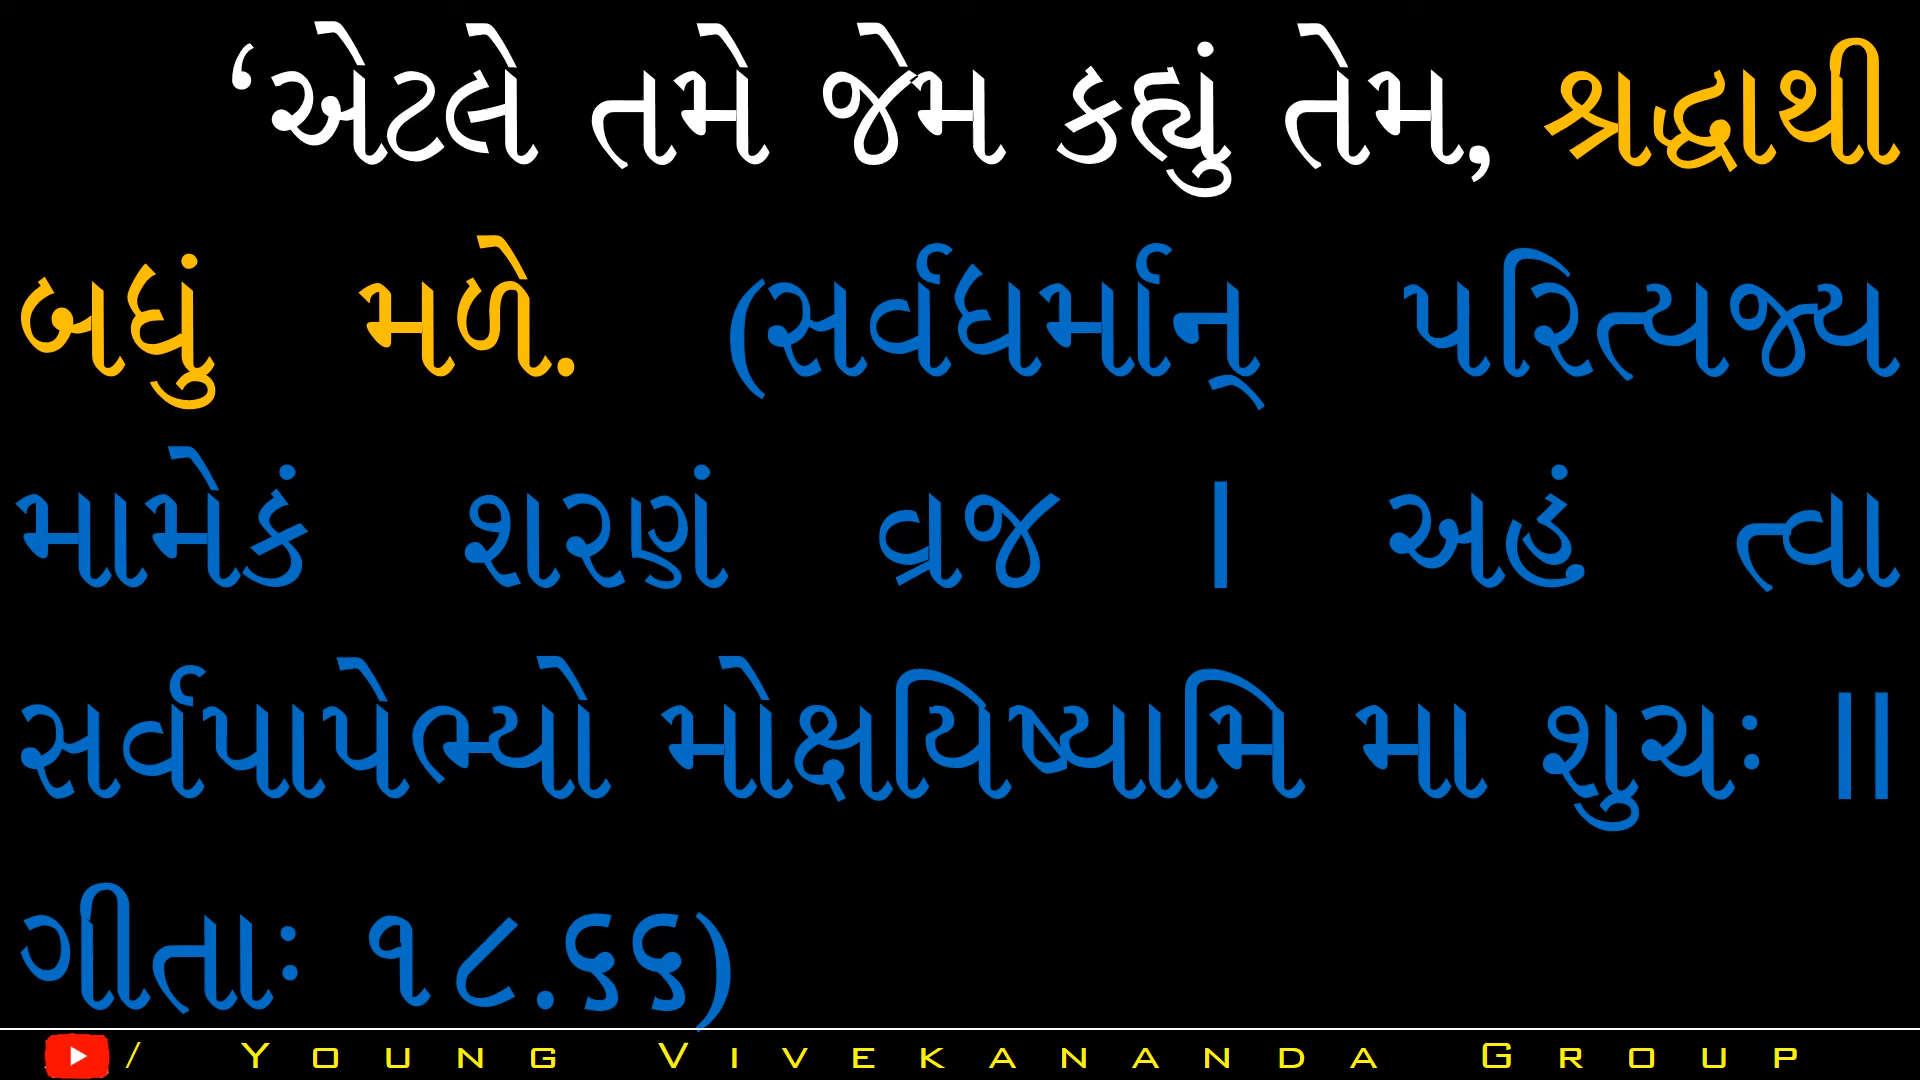 ‘એટલે તમે જેમ કહ્યું તેમ, શ્રદ્ધાથી
બધું મળે. (સર્વધર્માન્ પરિત્યજ્ય
મામેકં શરણં વ્રજ | અહં ત્વા
સર્વપાપેભ્યો મોક્ષયિષ્યામિ મા શુચઃ ||
ગીતાઃ ૧૮.૬૬)
/ Young Vivekananda Group